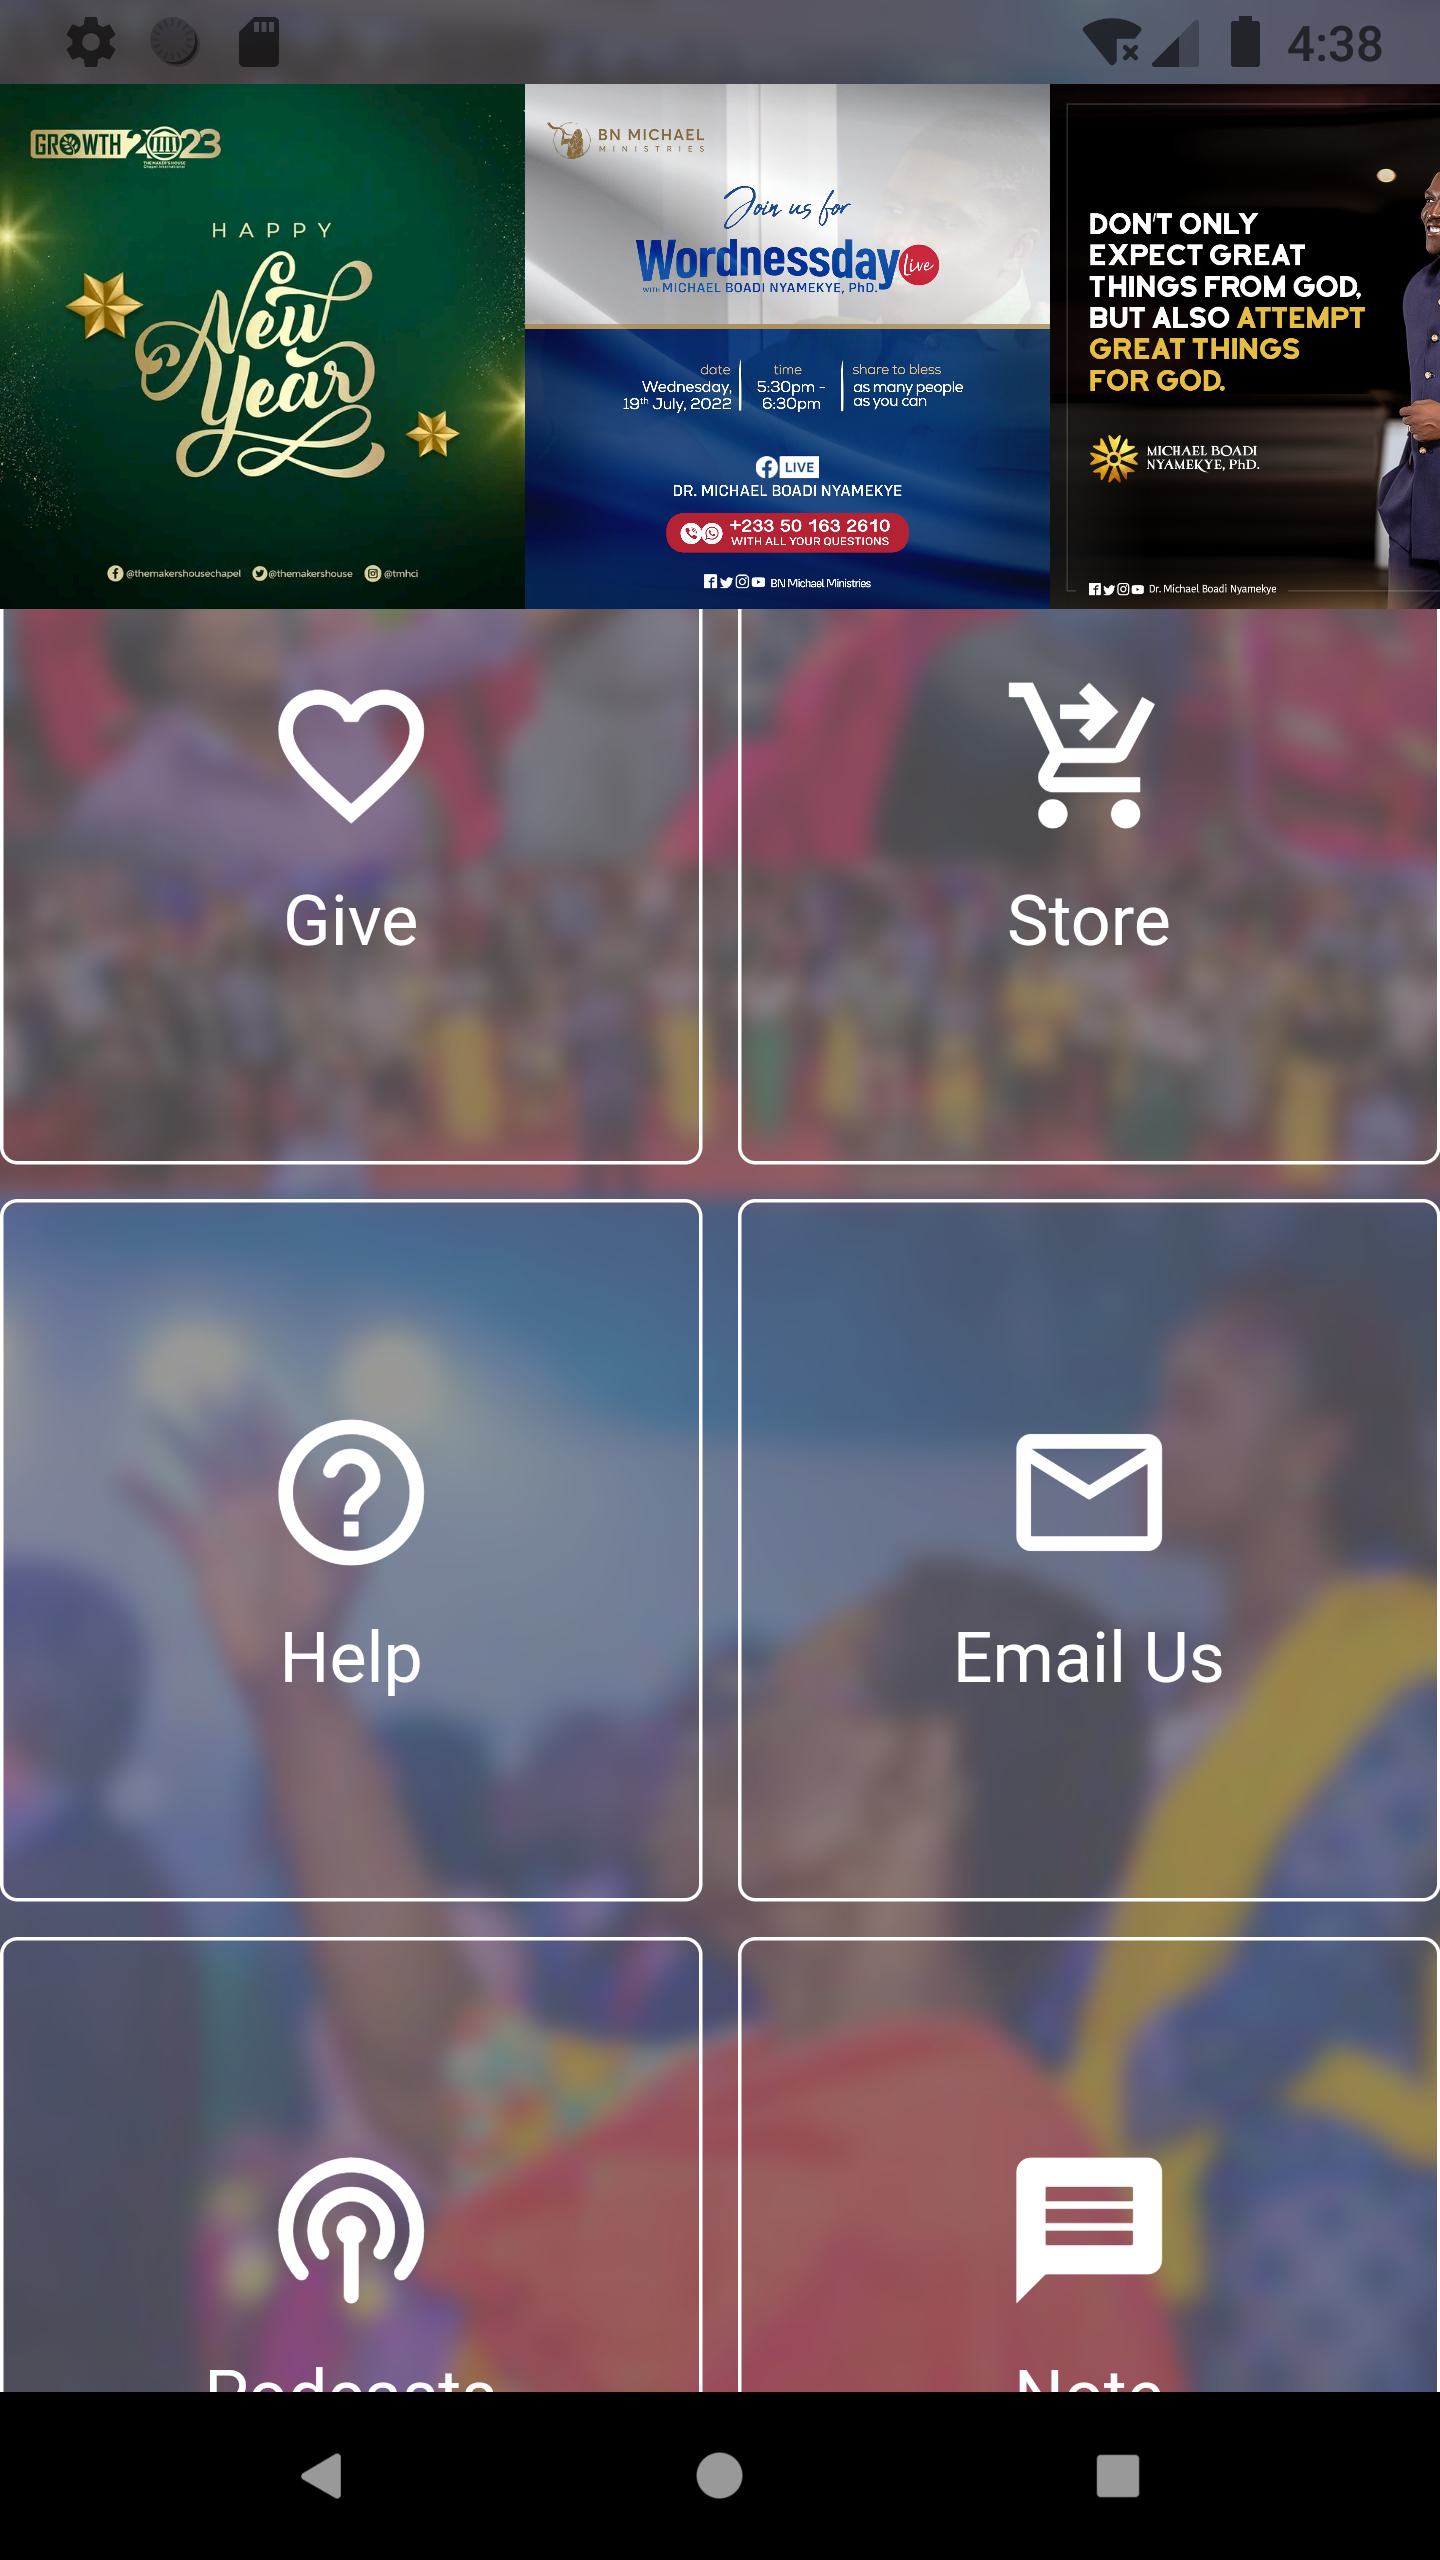 4:38
GROWTH 2023
THE MAKER'S HOUSE
Chapel International
HAPPY
New
Year
@themakershousechapel @themakershouse @tmhci
BN MICHAEL
MINISTRIES
Join us for
Wordnessday Live
WITH MICHAEL BOADI NYAMEKYE, PhD.
date
Wednesday,
19th July, 2022
time
5:30pm -
6:30pm
share to bless
as many people
as you can
LIVE
DR. MICHAEL BOADI NYAMEKYE
+233 50 163 2610
WITH ALL YOUR QUESTIONS
BN Michael Ministries
DON'T ONLY
EXPECT GREAT
THINGS FROM GOD,
BUT ALSO ATTEMPT
GREAT THINGS
FOR GOD.
MICHAEL BOADI
NYAMEKYE, PhD.
Dr. Michael Boadi Nyamekye
Give
Store
Help
Email Us
Podcasts
Note